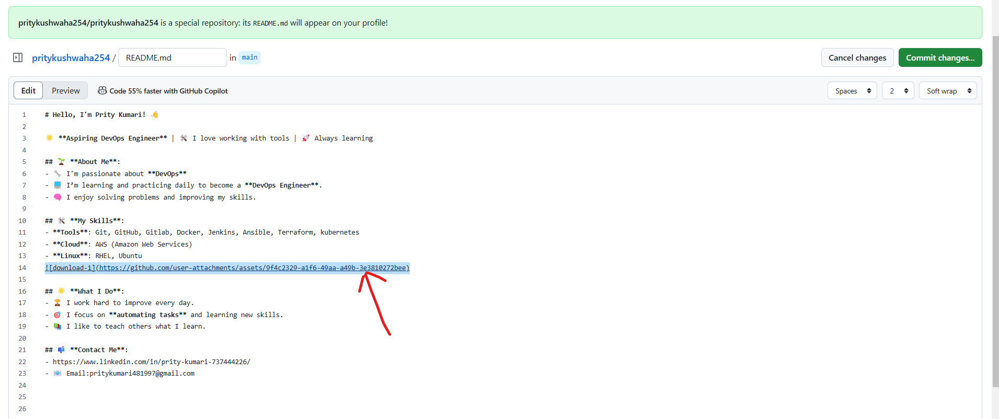 pritykushwaha254/pritykushwaha254 is a special repository: its README.md will appear on your profile!
pritykushwaha254 / README.md in main Cancel changes Commit changes...
Edit Preview Code 55% faster with GitHub Copilot Spaces 2 Soft wrap
1 # Hello, I'm Prity Kumari! 👋
2
3 🌟 **Aspiring DevOps Engineer** | 🛠️ I love working with tools | 🚀 Always learning
4
5 ## 🌱 **About Me**:
6 - 🔧 I'm passionate about **DevOps**
7 - 💻 I’m learning and practicing daily to become a **DevOps Engineer**.
8 - 🧠 I enjoy solving problems and improving my skills.
9
10 ## 🛠️ **My Skills**:
11 - **Tools**: Git, GitHub, Gitlab, Docker, Jenkins, Ansible, Terraform, kubernetes
12 - **Cloud**: AWS (Amazon Web Services)
13 - **Linux**: RHEL, Ubuntu
14 ![download-1](https://github.com/user-attachments/assets/9f4c2329-a1f6-49aa-a49b-3e3810272bee)
15
16 ## 🌟 **What I Do**:
17 - 🏆 I work hard to improve every day.
18 - 🎯 I focus on **automating tasks** and learning new skills.
19 - 📚 I like to teach others what I learn.
20
21 ## 📬 **Contact Me**:
22 - https://www.linkedin.com/in/prity-kumari-737444226/
23 - 📧 Email:pritykumari481997@gmail.com
24
25
26